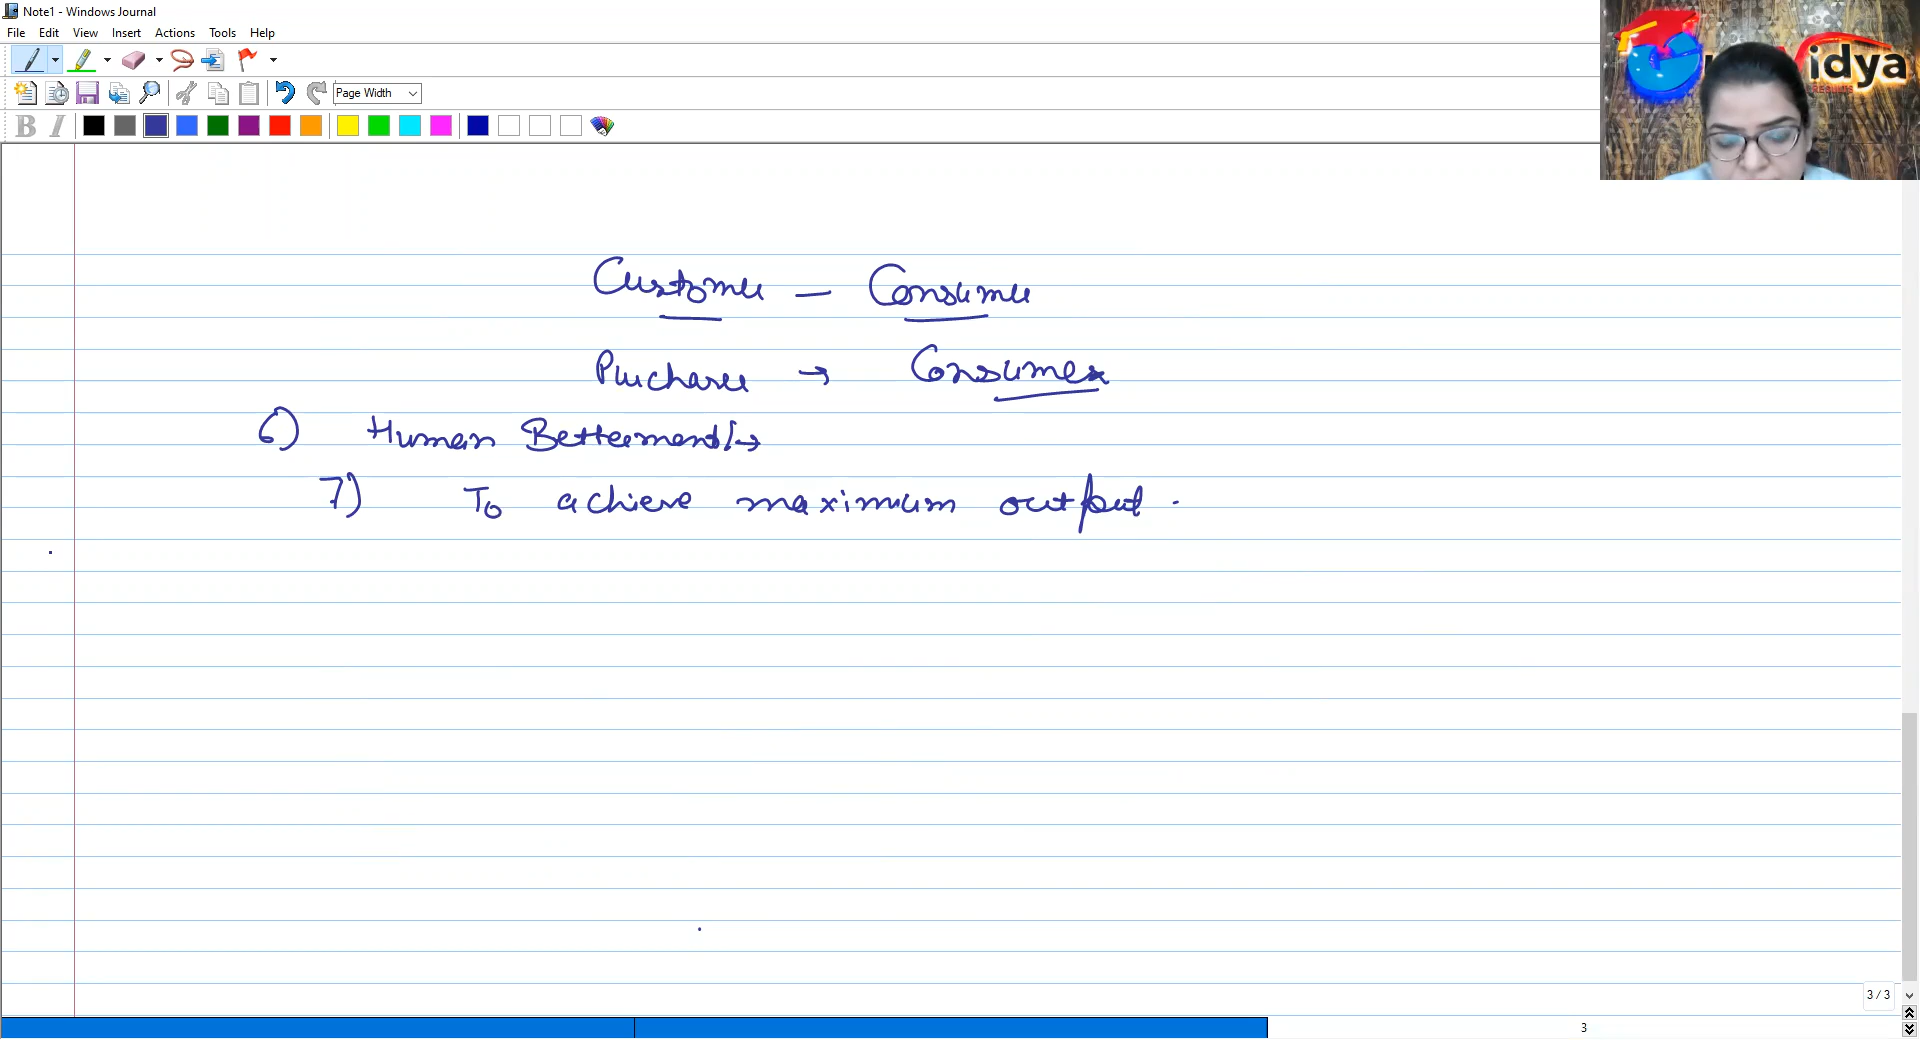 Note1 - Windows Journal
File Edit View Insert Actions Tools Help
Page Width
B I
idya
Customer - Consumer
Purchaser → Consumer
6) Human Betterment →
7) To achieve maximum output .
3 / 3
3